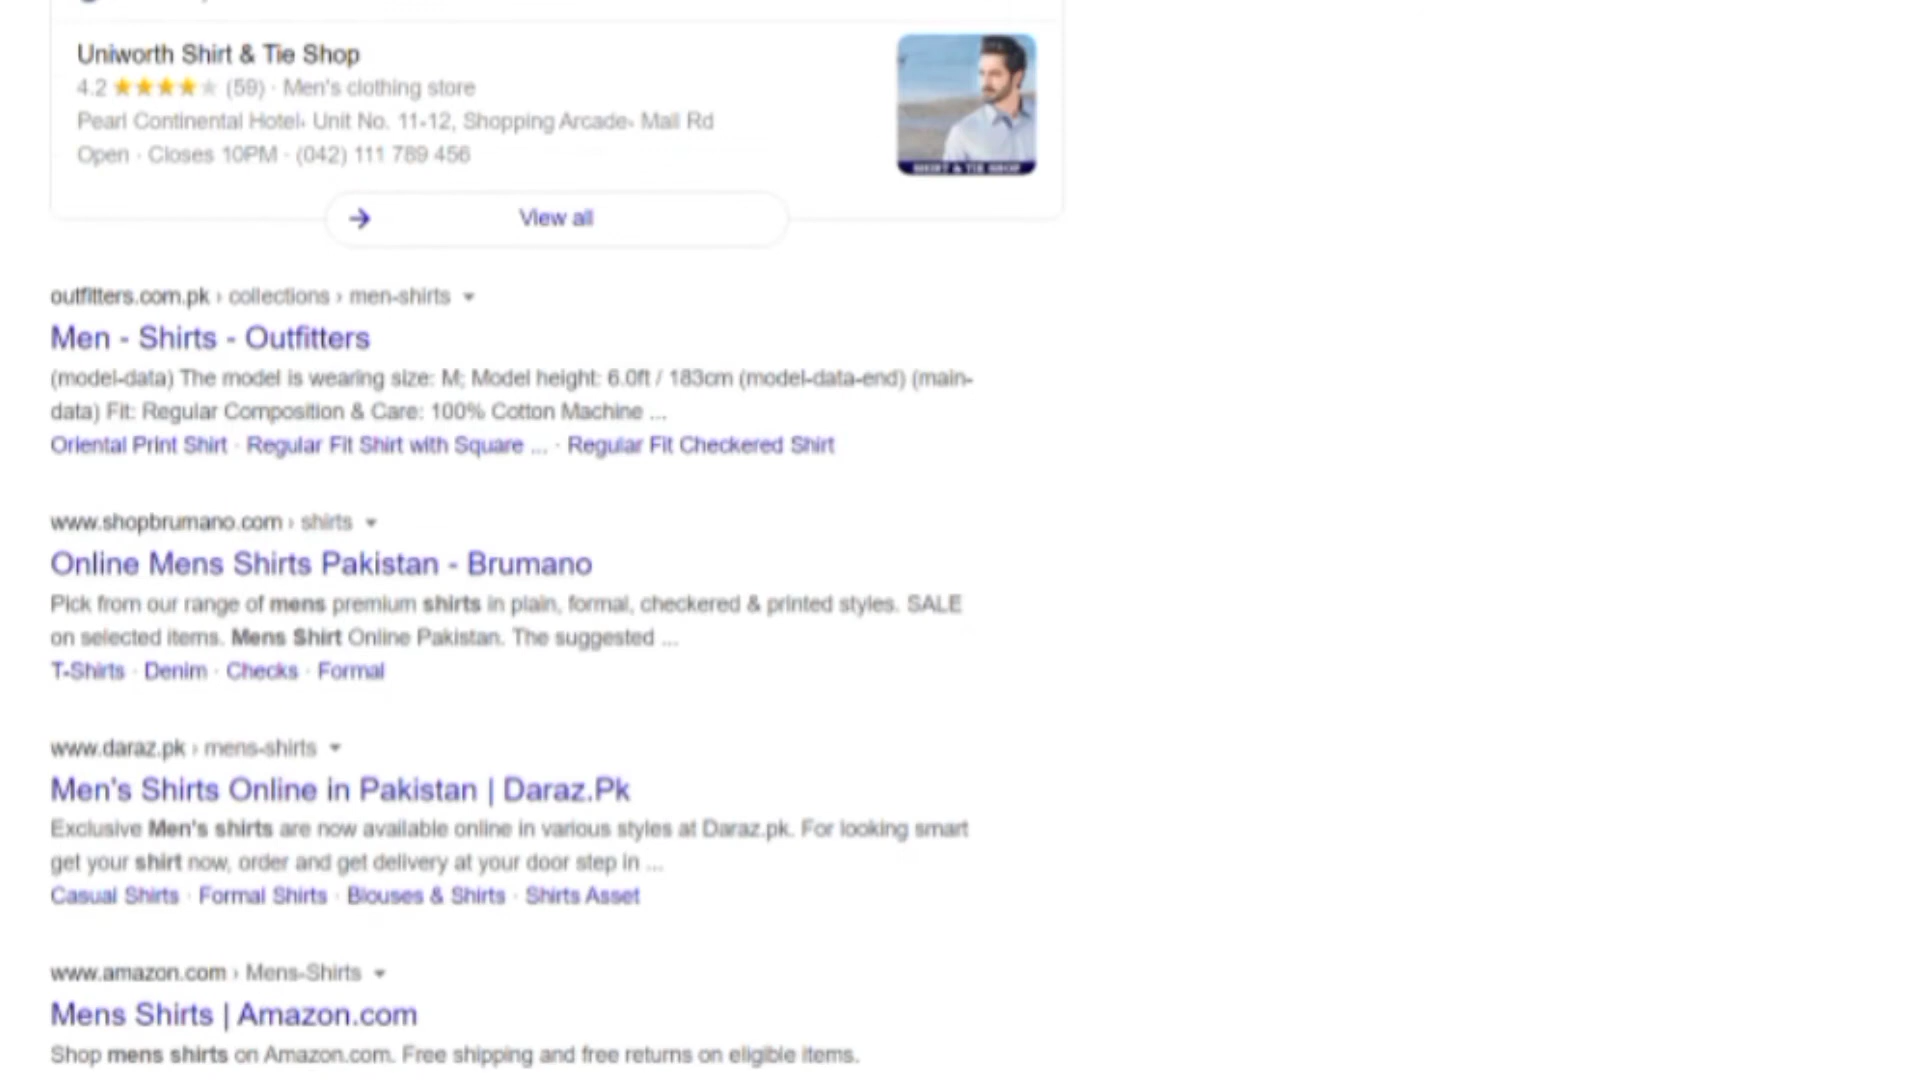 Uniworth Shirt & Tie Shop
4.2 (59) · Men's clothing store
Pearl Continental Hotel، Unit No. 11-12, Shopping Arcade، Mall Rd
Open · Closes 10PM · (042) 111 789 456
SHIRT & TIE SHOP
→ View all
outfitters.com.pk › collections › men-shirts
Men - Shirts - Outfitters
(model-data) The model is wearing size: M; Model height: 6.0ft / 183cm (model-data-end) (main-
data) Fit: Regular Composition & Care: 100% Cotton Machine ...
Oriental Print Shirt · Regular Fit Shirt with Square ... · Regular Fit Checkered Shirt
www.shopbrumano.com › shirts
Online Mens Shirts Pakistan - Brumano
Pick from our range of mens premium shirts in plain, formal, checkered & printed styles. SALE
on selected items. Mens Shirt Online Pakistan. The suggested ...
T-Shirts · Denim · Checks · Formal
www.daraz.pk › mens-shirts
Men's Shirts Online in Pakistan | Daraz.Pk
Exclusive Men's shirts are now available online in various styles at Daraz.pk. For looking smart
get your shirt now, order and get delivery at your door step in ...
Casual Shirts · Formal Shirts · Blouses & Shirts · Shirts Asset
www.amazon.com › Mens-Shirts
Mens Shirts | Amazon.com
Shop mens shirts on Amazon.com. Free shipping and free returns on eligible items.